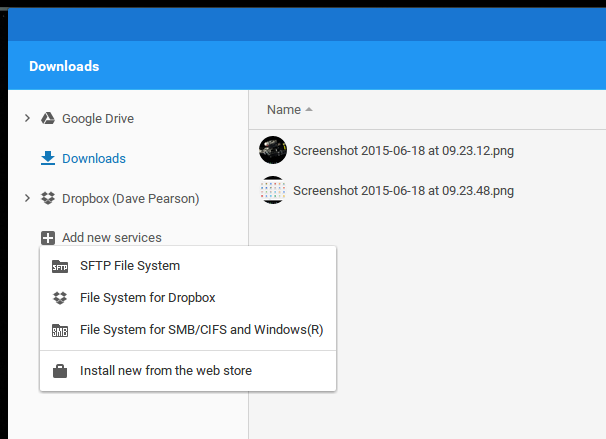 Downloads
Google Drive
Downloads
Dropbox (Dave Pearson)
Add new services
SFTP
SFTP File System
File System for Dropbox
SMB
File System for SMB/CIFS and Windows(R)
Install new from the web store
Name
Screenshot 2015-06-18 at 09.23.12.png
Screenshot 2015-06-18 at 09.23.48.png